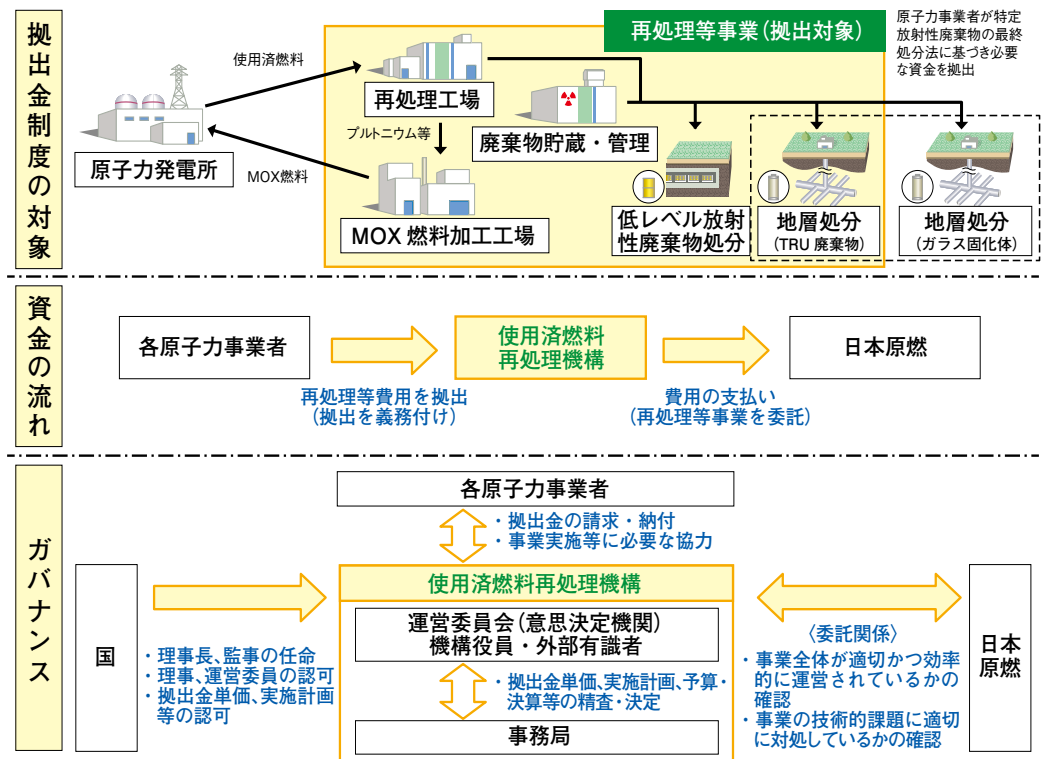 拠出金制度の対象
再処理等事業(拠出対象)
原子力事業者が特定
放射性廃棄物の最終
処分法に基づき必要
な資金を拠出
使用済燃料
再処理工場
プルトニウム等
廃棄物貯蔵・管理
原子力発電所
MOX燃料
MOX 燃料加工工場
低レベル放射
性廃棄物処分
地層処分
(TRU 廃棄物)
地層処分
(ガラス固化体)
資金の流れ
各原子力事業者
使用済燃料
再処理機構
日本原燃
再処理等費用を拠出
(拠出を義務付け)
費用の支払い
(再処理等事業を委託)
ガバナンス
各原子力事業者
・拠出金の請求・納付
・事業実施等に必要な協力
国
・理事長、監事の任命
・理事、運営委員の認可
・拠出金単価、実施計画
等の認可
使用済燃料再処理機構
運営委員会(意思決定機関)
機構役員・外部有識者
・拠出金単価、実施計画、予算・
決算等の精査・決定
事務局
〈委託関係〉
・事業全体が適切かつ効率
的に運営されているかの
確認
・事業の技術的課題に適切
に対処しているかの確認
日本
原燃